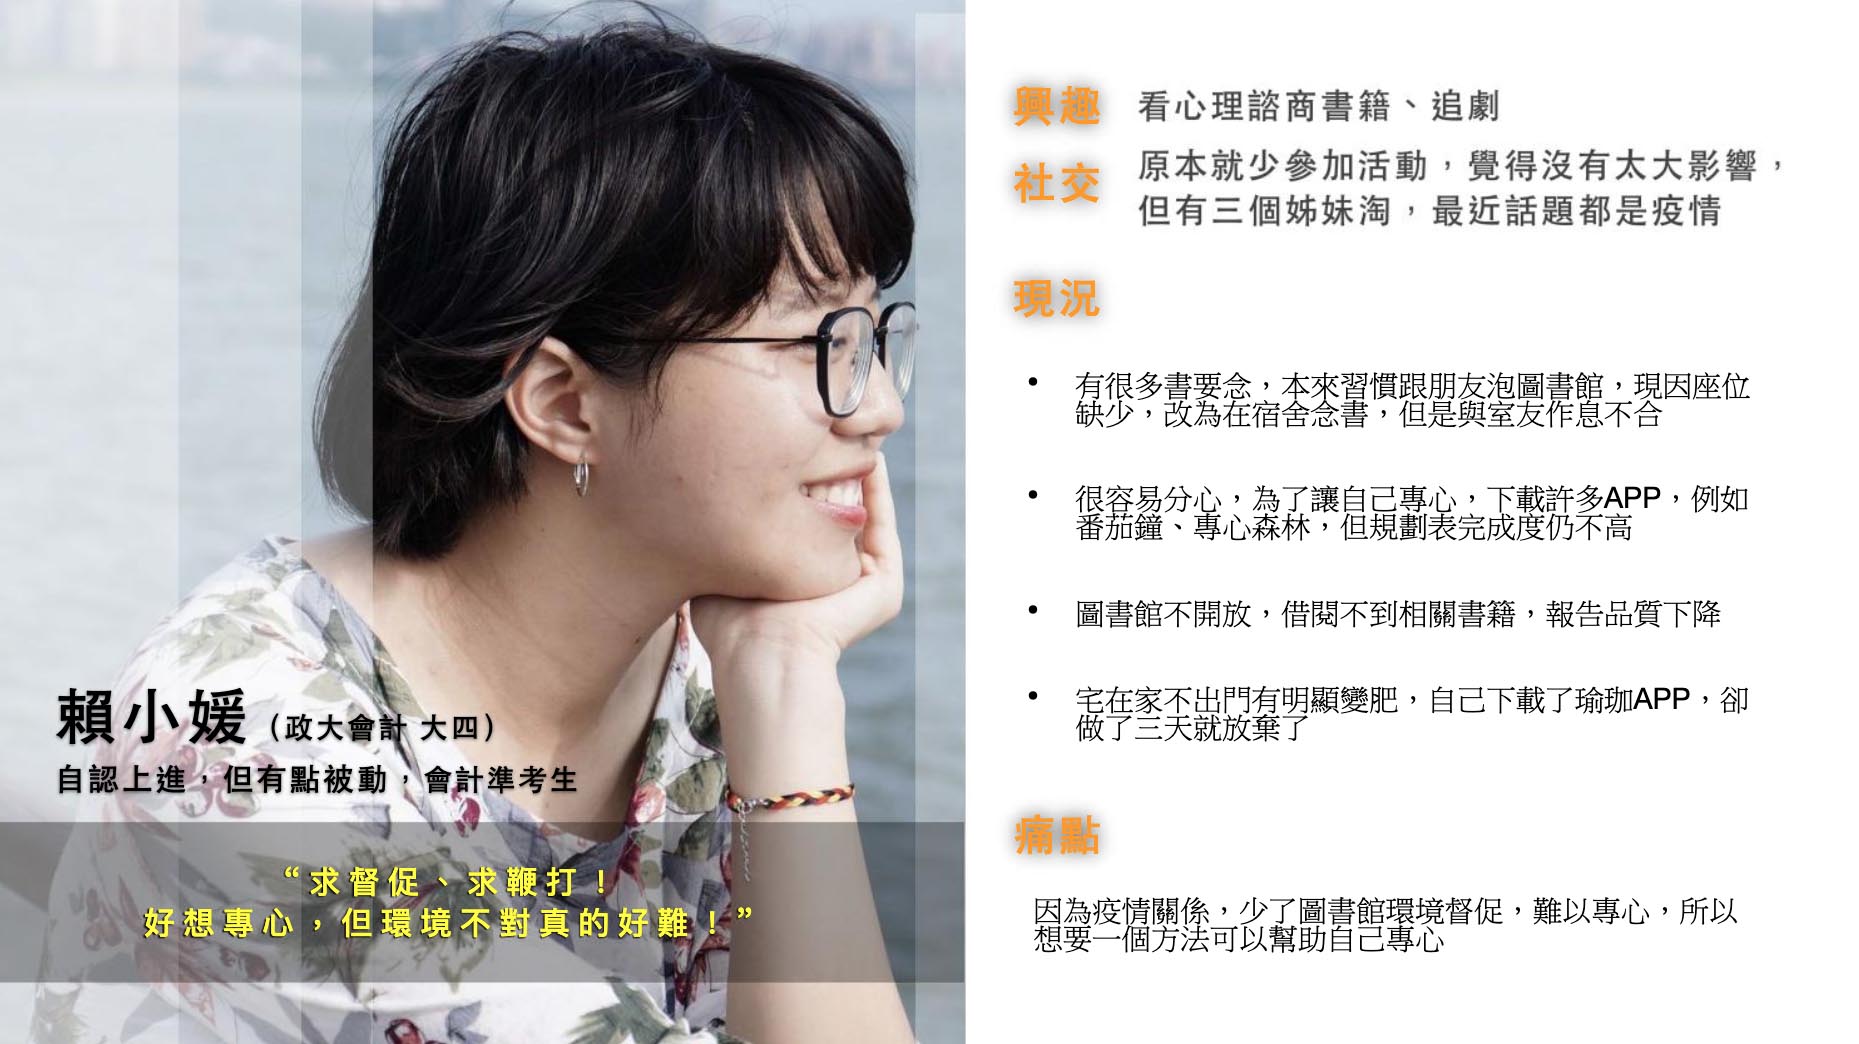 賴小媛（政大會計 大四）
自認上進，但有點被動，會計準考生
“求督促、求鞭打！
好想專心，但環境不對真的好難！”
興趣 看心理諮商書籍、追劇
社交 原本就少參加活動，覺得沒有太大影響，
但有三個姊妹淘，最近話題都是疫情
現況
• 有很多書要念，本來習慣跟朋友泡圖書館，現因座位
缺少，改為在宿舍念書，但是與室友作息不合
• 很容易分心，為了讓自己專心，下載許多APP，例如
番茄鐘、專心森林，但規劃表完成度仍不高
• 圖書館不開放，借閱不到相關書籍，報告品質下降
• 宅在家不出門有明顯變肥，自己下載了瑜珈APP，卻
做了三天就放棄了
痛點
因為疫情關係，少了圖書館環境督促，難以專心，所以
想要一個方法可以幫助自己專心